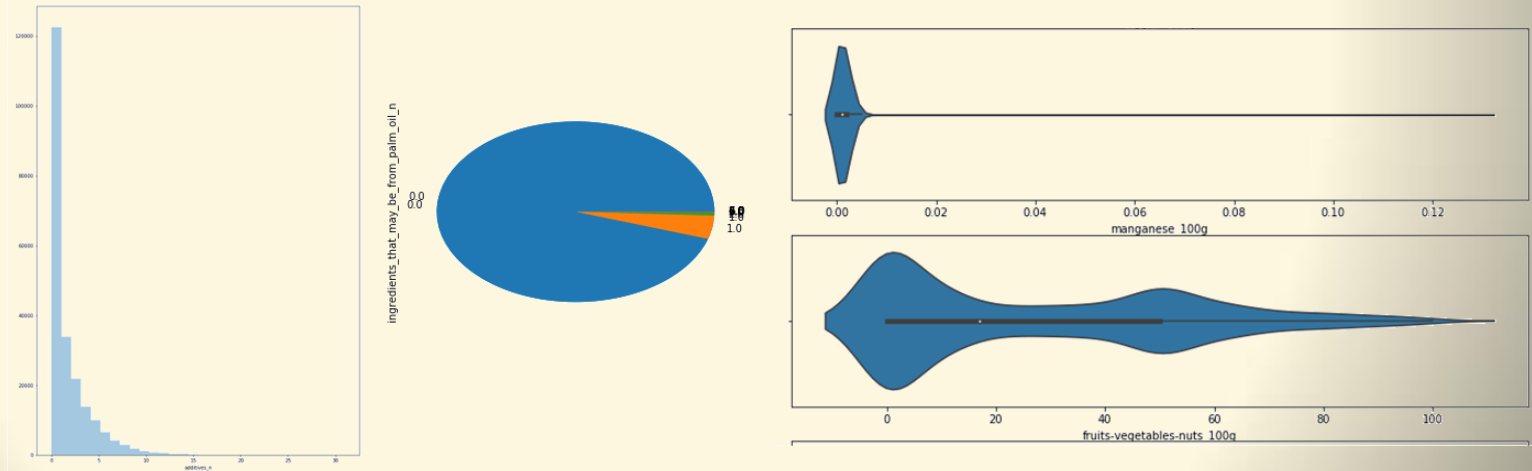 120000
100000
80000
60000
40000
20000
0
0 5 10 15 20 25 30
additives_n
ingredients_that_may_be_from_palm_oil_n
0.0
0.0
1.0
1.0
0.00 0.02 0.04 0.06 0.08 0.10 0.12
manganese_100g
0 20 40 60 80 100
fruits-vegetables-nuts_100g